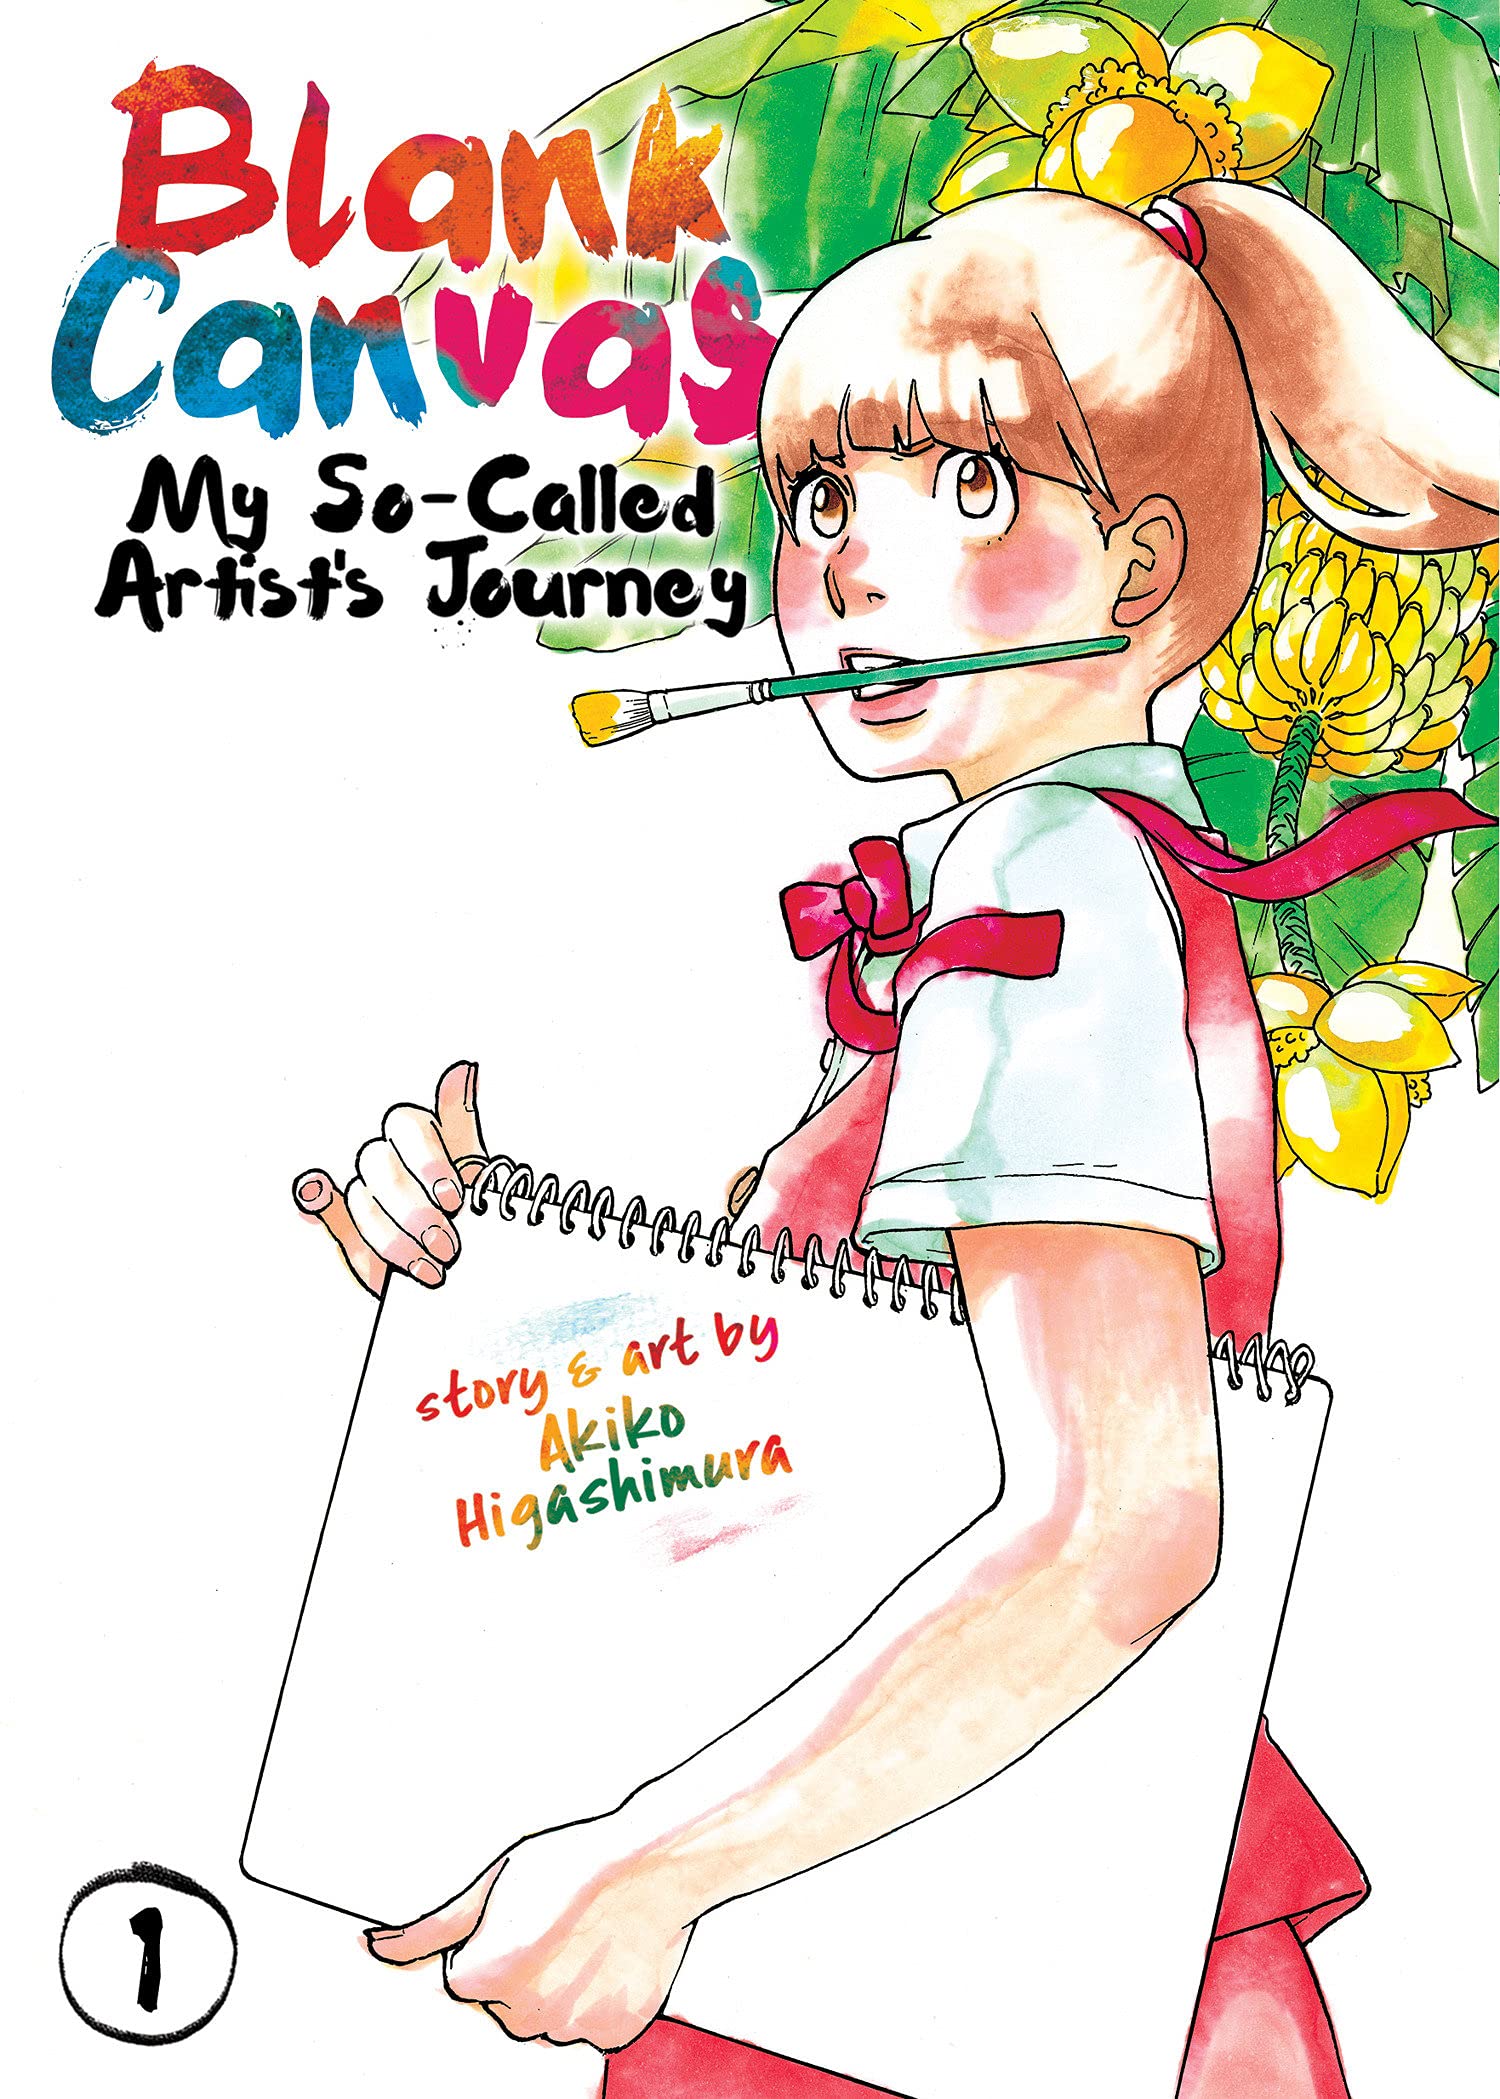 Blank
Canvas
My So-Called
Artist's Journey
story & art by
Akiko
Higashimura
1